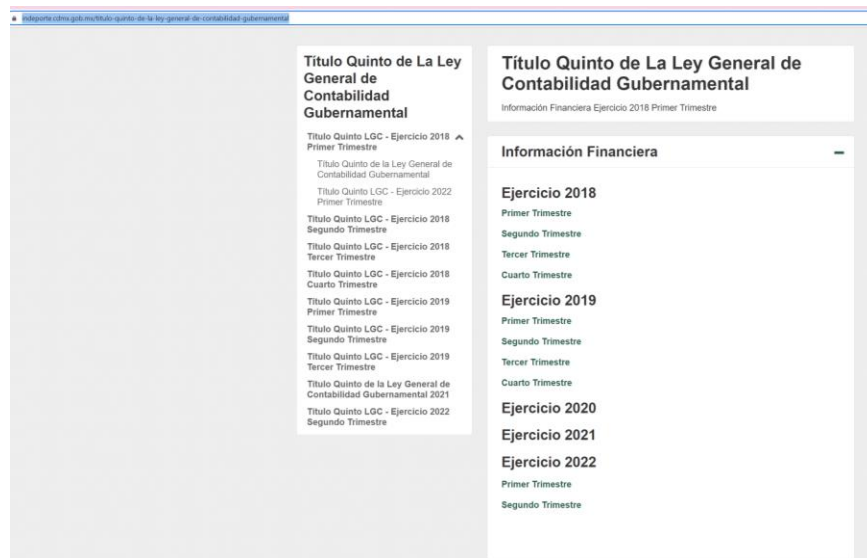 indeporte.cdmx.gob.mx/titulo-quinto-de-la-ley-general-de-contabilidad-gubernamental
Título Quinto de La Ley
General de
Contabilidad
Gubernamental
Título Quinto LGC - Ejercicio 2018
Primer Trimestre
Título Quinto de la Ley General de
Contabilidad Gubernamental
Título Quinto LGC - Ejercicio 2022
Primer Trimestre
Título Quinto LGC - Ejercicio 2018
Segundo Trimestre
Título Quinto LGC - Ejercicio 2018
Tercer Trimestre
Título Quinto LGC - Ejercicio 2018
Cuarto Trimestre
Título Quinto LGC - Ejercicio 2019
Primer Trimestre
Título Quinto LGC - Ejercicio 2019
Segundo Trimestre
Título Quinto LGC - Ejercicio 2019
Tercer Trimestre
Título Quinto de la Ley General de
Contabilidad Gubernamental 2021
Título Quinto LGC - Ejercicio 2022
Segundo Trimestre
Título Quinto de La Ley General de
Contabilidad Gubernamental
Información Financiera Ejercicio 2018 Primer Trimestre
Información Financiera
Ejercicio 2018
Primer Trimestre
Segundo Trimestre
Tercer Trimestre
Cuarto Trimestre
Ejercicio 2019
Primer Trimestre
Segundo Trimestre
Tercer Trimestre
Cuarto Trimestre
Ejercicio 2020
Ejercicio 2021
Ejercicio 2022
Primer Trimestre
Segundo Trimestre